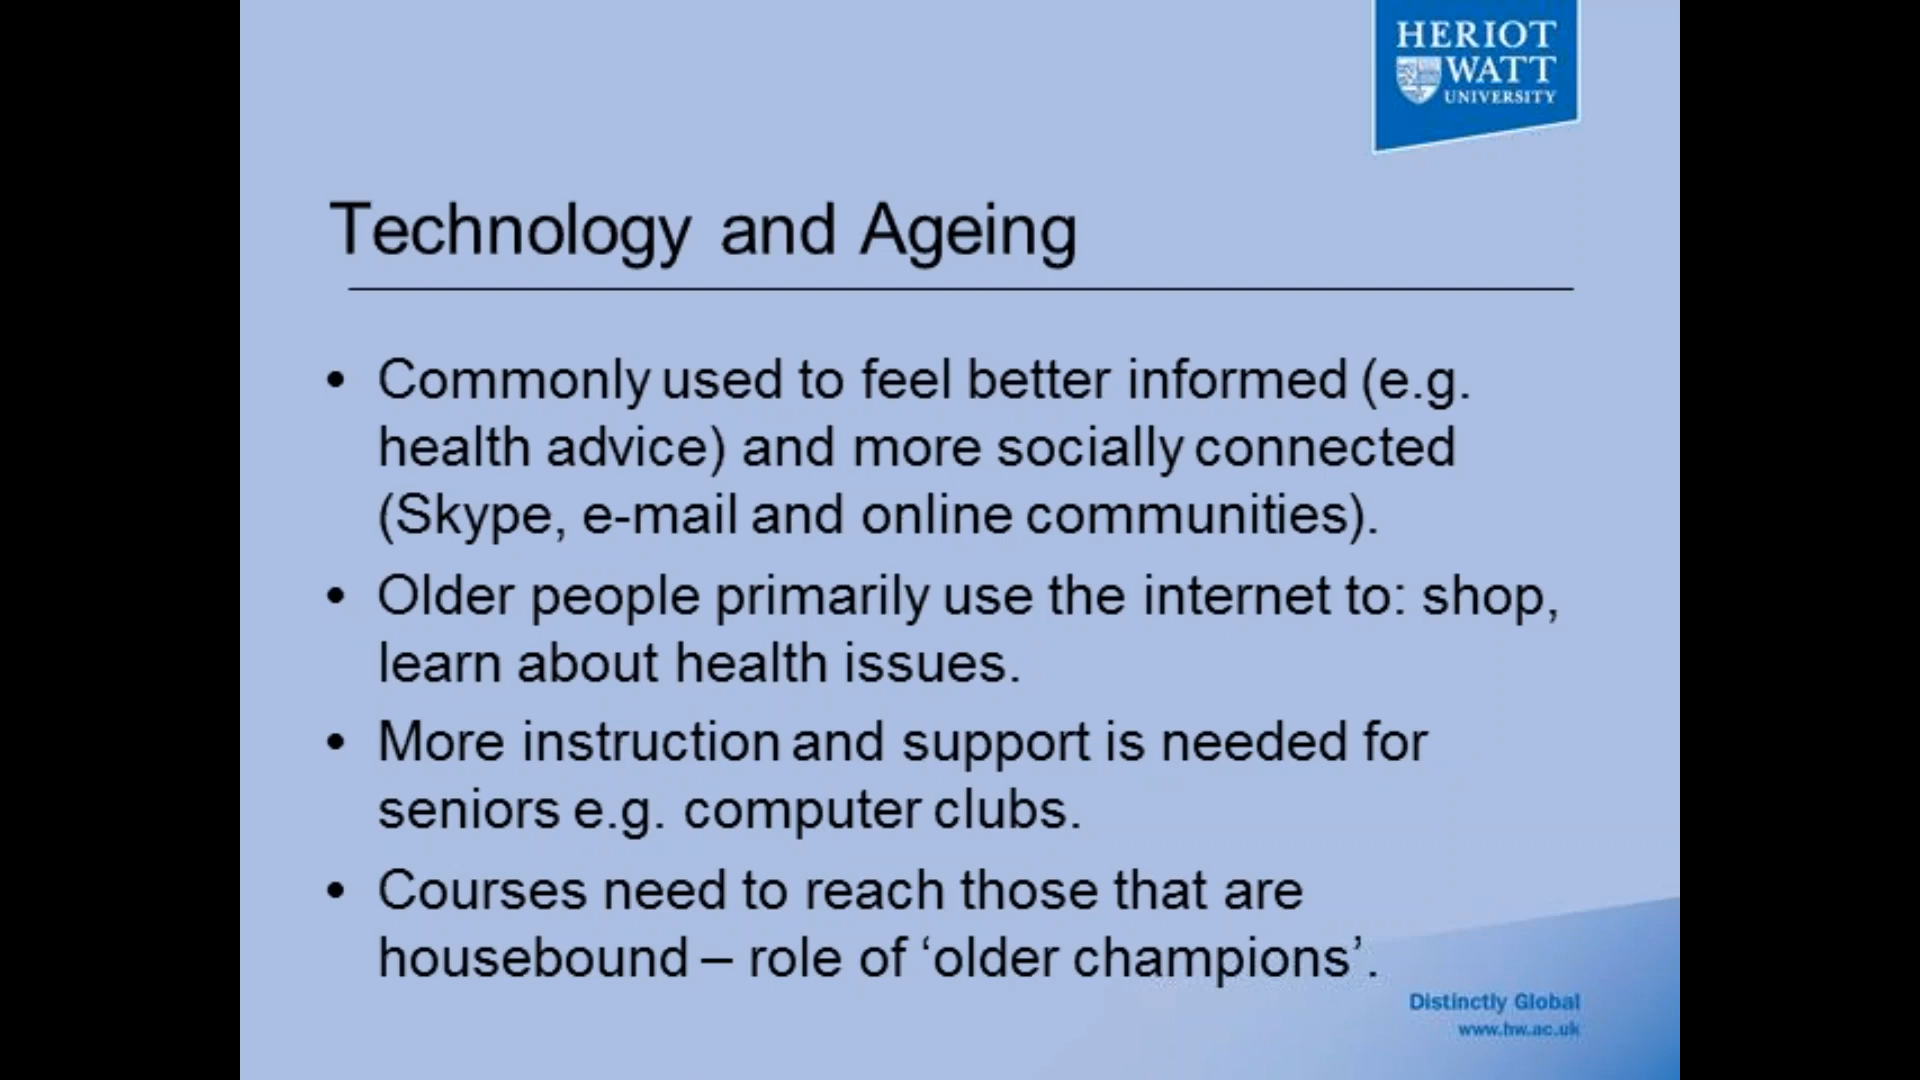 HERIOT
WATT
UNIVERSITY
Technology and Ageing
• Commonly used to feel better informed (e.g.
health advice) and more socially connected
(Skype, e-mail and online communities).
• Older people primarily use the internet to: shop,
learn about health issues.
• More instruction and support is needed for
seniors e.g. computer clubs.
• Courses need to reach those that are
housebound – role of ‘older champions’.
Distinctly Global
www.hw.ac.uk